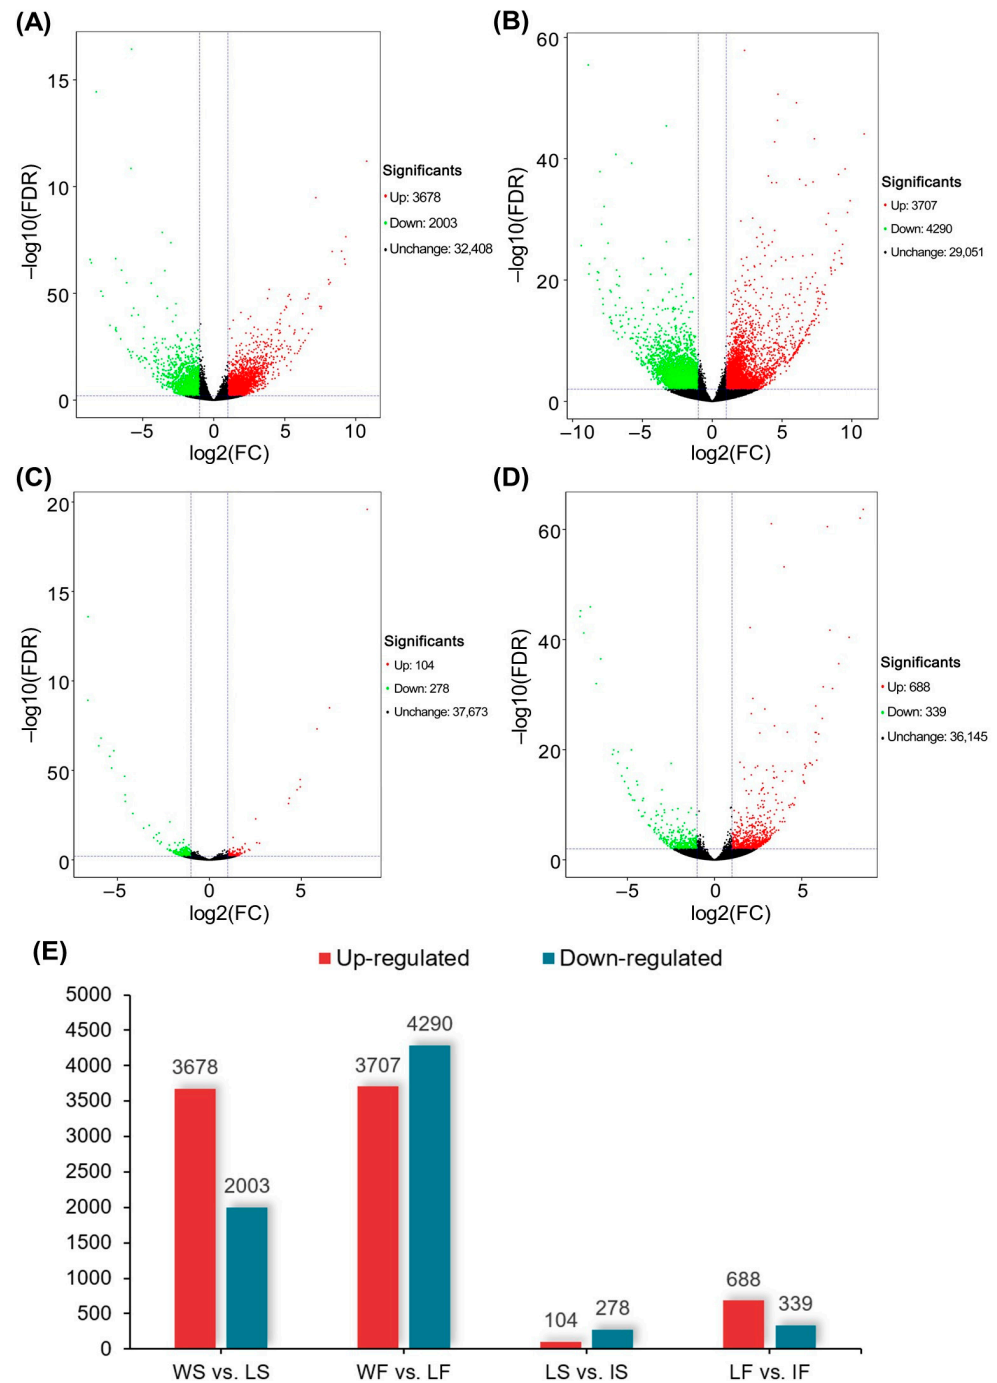 (A)
15
10
50
0
−5
0
5
10
−log10(FDR)
log2(FC)
Significants
Up: 3678
Down: 2003
Unchange: 32,408
(B)
60
40
20
0
−10
−5
0
5
10
−log10(FDR)
log2(FC)
Significants
Up: 3707
Down: 4290
Unchange: 29,051
(C)
20
15
10
50
0
−5
0
5
−log10(FDR)
log2(FC)
Significants
Up: 104
Down: 278
Unchange: 37,673
(D)
60
40
20
0
−5
0
5
−log10(FDR)
log2(FC)
Significants
Up: 688
Down: 339
Unchange: 36,145
(E)
Up-regulated
Down-regulated
5000
4500
4000
3500
3000
2500
2000
1500
1000
500
0
3678
2003
3707
4290
104
278
688
339
WS vs. LS
WF vs. LF
LS vs. IS
LF vs. IF